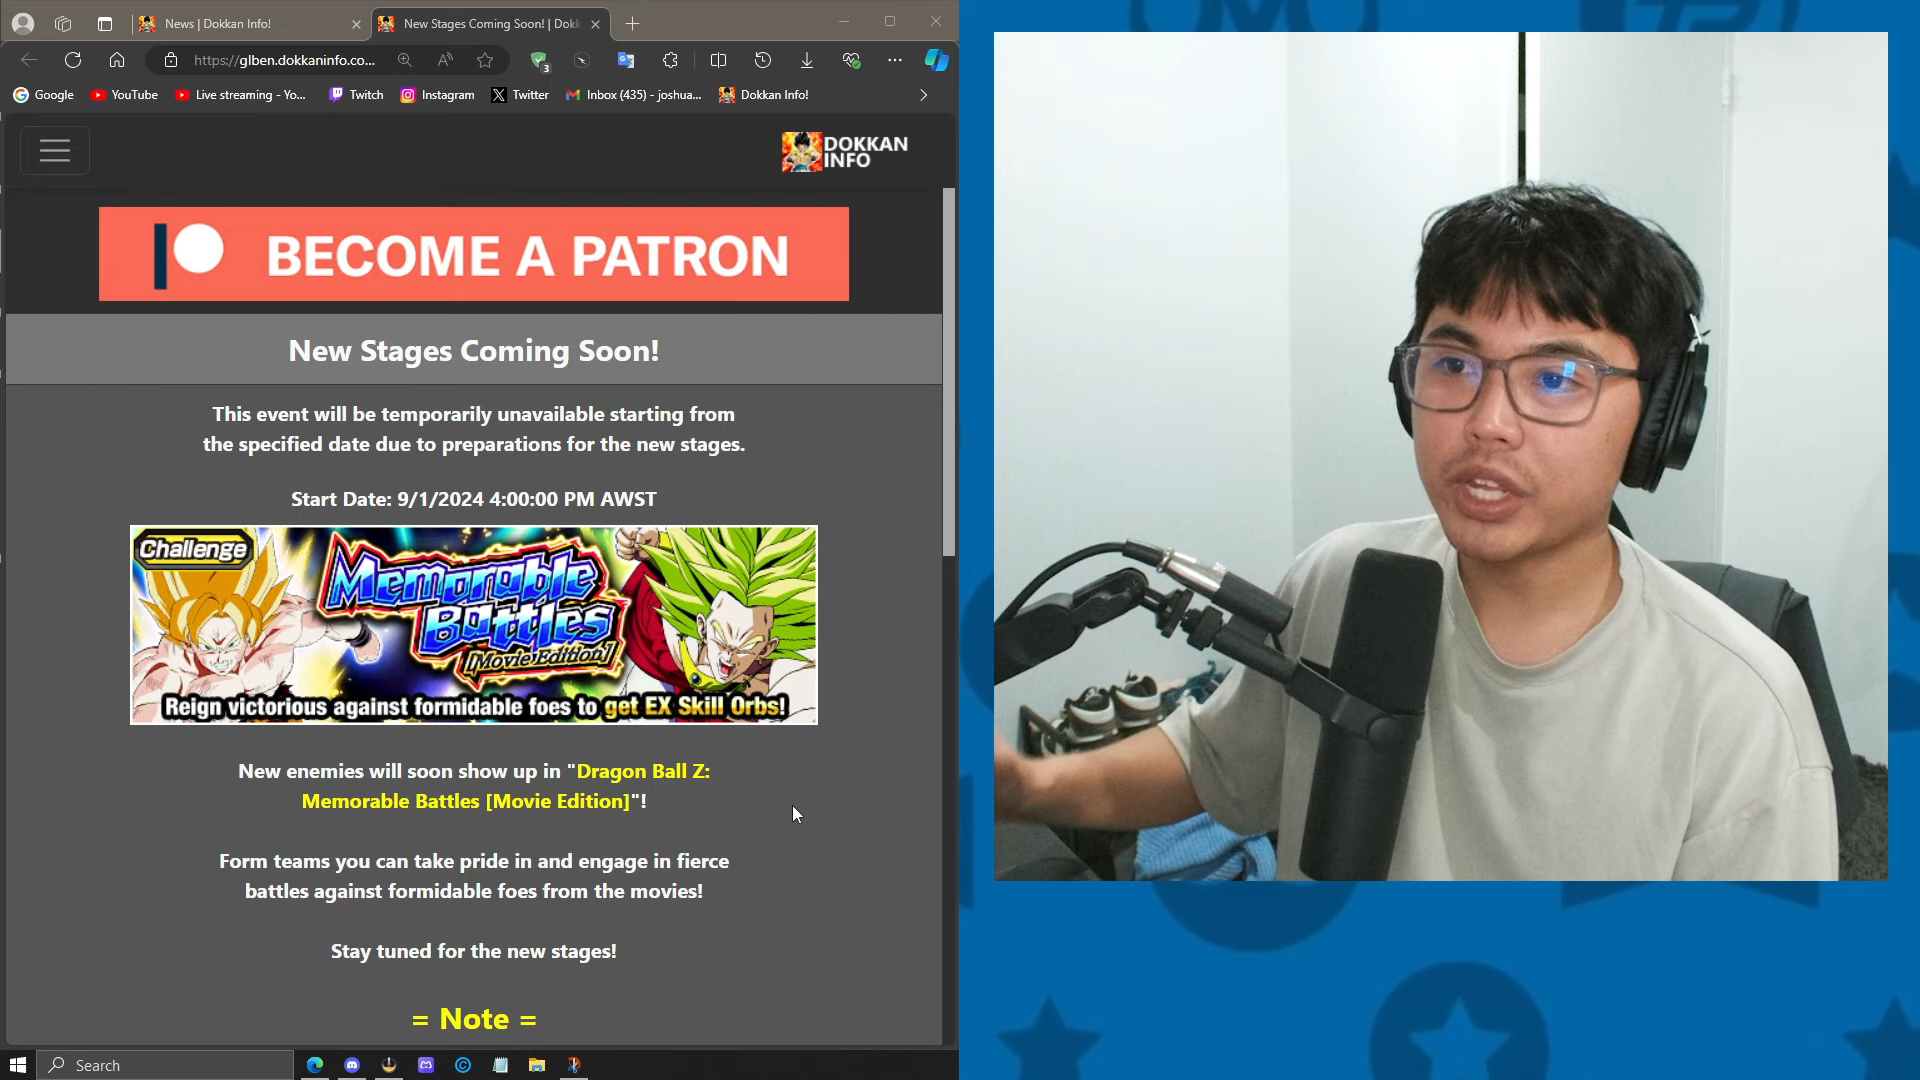 News | Dokkan Info!
New Stages Coming Soon! | Dokk
https://glben.dokkaninfo.co...
3
Google
YouTube
Live streaming - Yo...
Twitch
Instagram
Twitter
Inbox (435) - joshua...
Dokkan Info!
DOKKAN
INFO
BECOME A PATRON
New Stages Coming Soon!
This event will be temporarily unavailable starting from
the specified date due to preparations for the new stages.
Start Date: 9/1/2024 4:00:00 PM AWST
Challenge
Memorable
Battles
[Movie Edition]
Reign victorious against formidable foes to get EX Skill Orbs!
New enemies will soon show up in "Dragon Ball Z:
Memorable Battles [Movie Edition]"!
Form teams you can take pride in and engage in fierce
battles against formidable foes from the movies!
Stay tuned for the new stages!
= Note =
Search